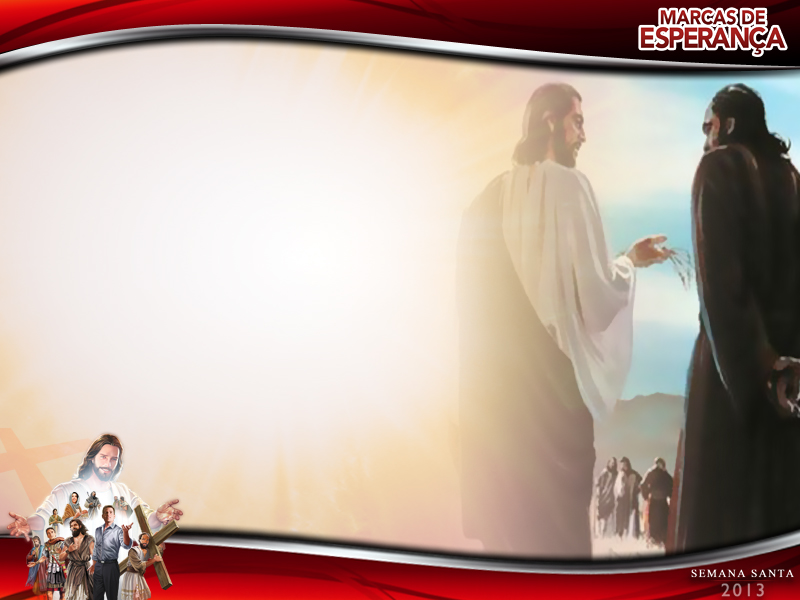 MARCAS DE
ESPERANÇA
SEMANA SANTA
2013